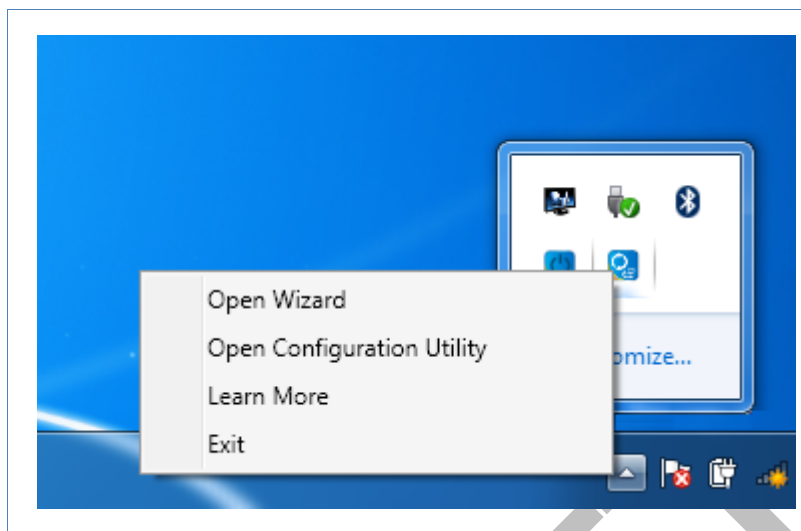 Open Wizard
Open Configuration Utility
omize...
Learn More
Exit